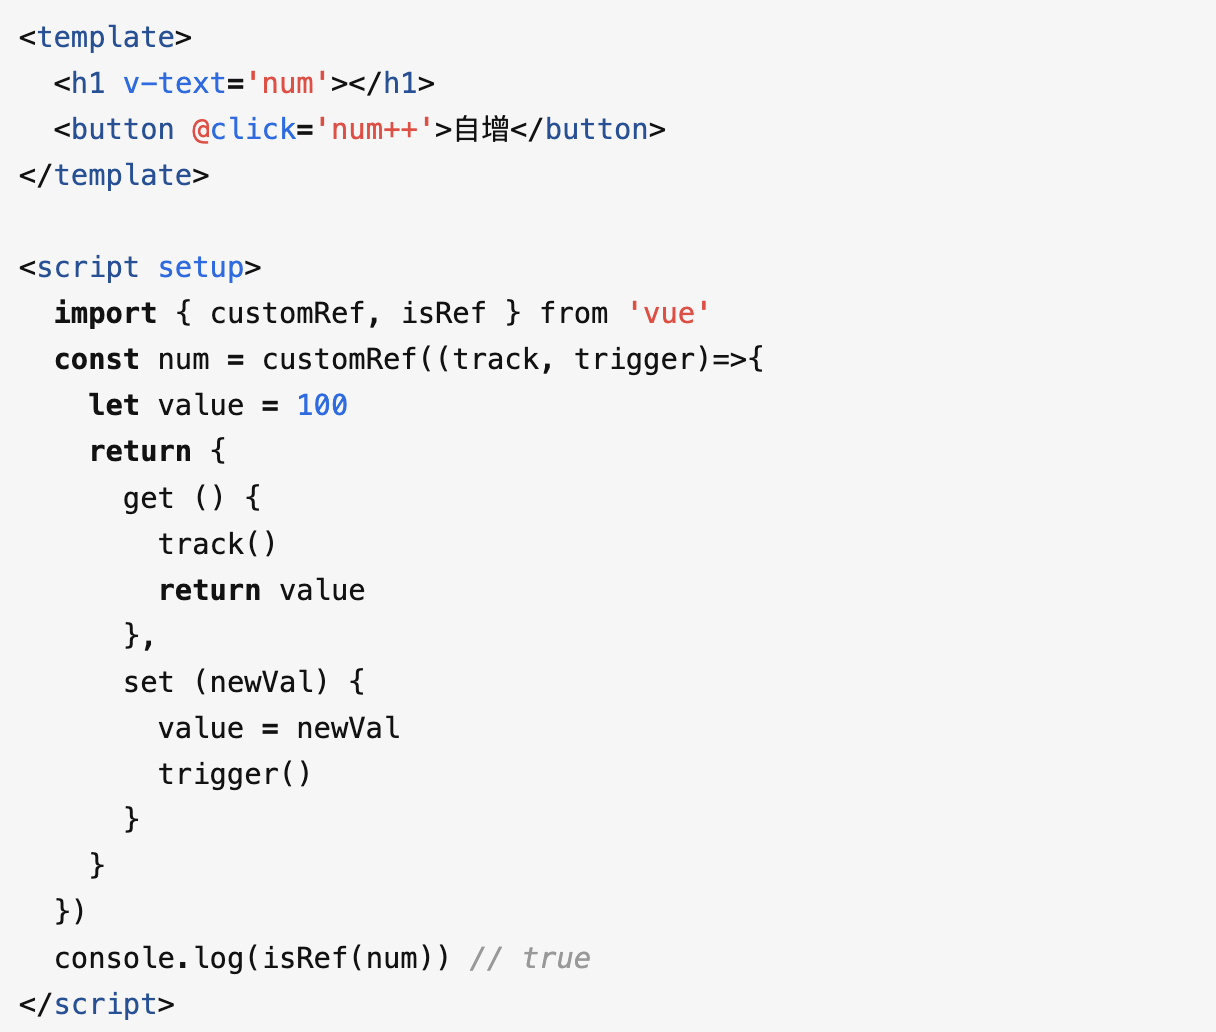 <template>
  <h1 v-text='num'></h1>
  <button @click='num++'>自增</button>
</template>

<script setup>
  import { customRef, isRef } from 'vue'
  const num = customRef((track, trigger)=>{
    let value = 100
    return {
      get () {
        track()
        return value
      },
      set (newVal) {
        value = newVal
        trigger()
      }
    }
  })
  console.log(isRef(num)) // true
</script>